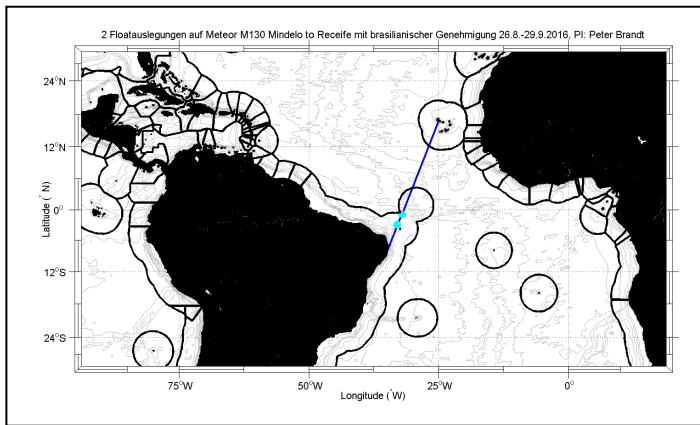 2 Floatauslegungen auf Meteor M130 Mindelo to Receife mit brasilianischer Genehmigung 26.8.-29.9.2016, PI: Peter Brandt
24°N
12°N
0°
12°S
24°S
Latitude (°N)
75°W
50°W
25°W
0°
Longitude (°W)